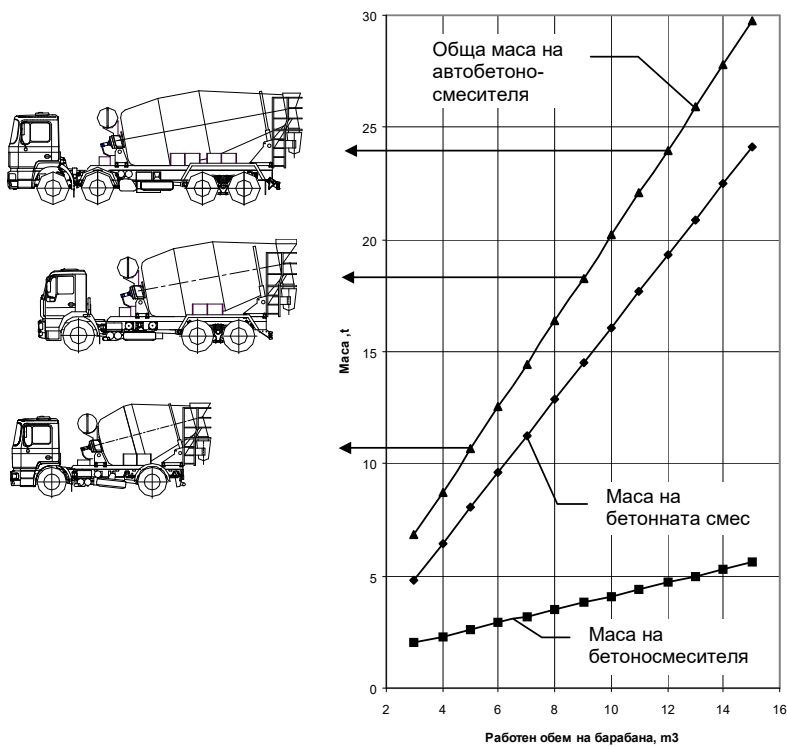 30
Обща маса на
автобетоно-
смесителя
25
20
Маса ,t
15
10
Маса на
бетонната смес
5
Маса на
бетоносмесителя
0
2 4 6 8 10 12 14 16
Работен обем на барабана, m3